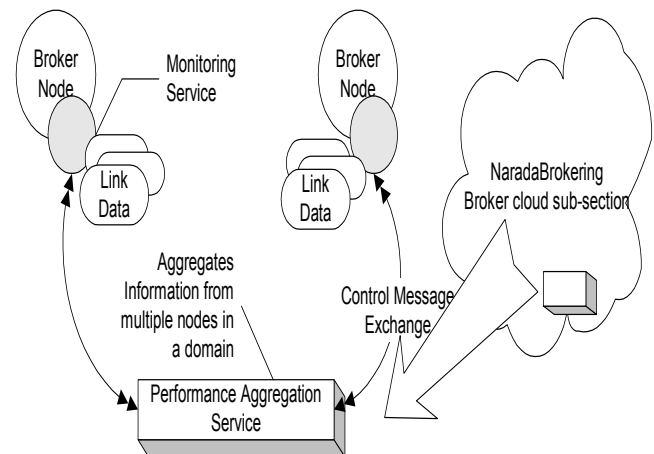 Broker
Node
Monitoring
Service
Link
Data
Broker
Node
Link
Data
NaradaBrokering
Broker cloud sub-section
Aggregates
Information from
multiple nodes in
a domain
Control Message
Exchange
Performance Aggregation
Service